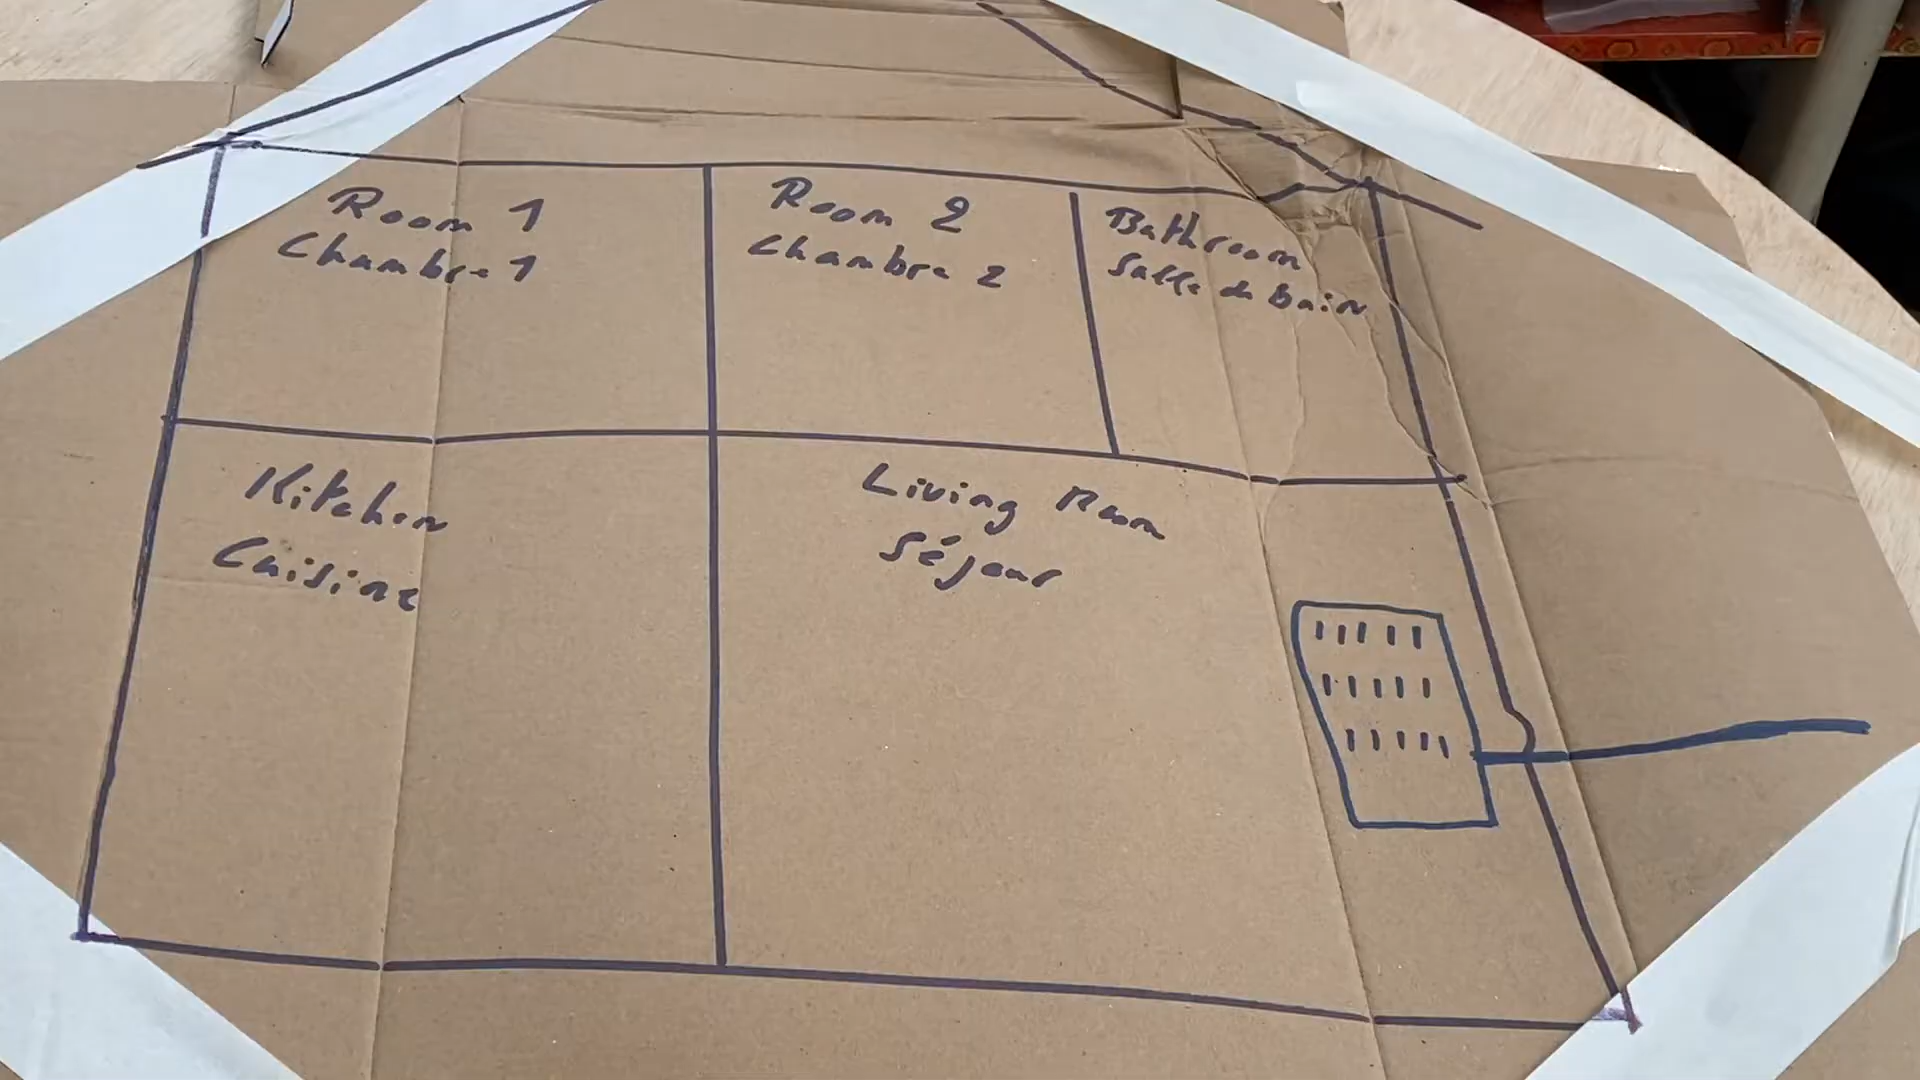 Room 1
Chambre 1
Room 2
Chambre 2
Bathroom
Salle de bain
Kitchen
Cuisine
Living Room
Séjour